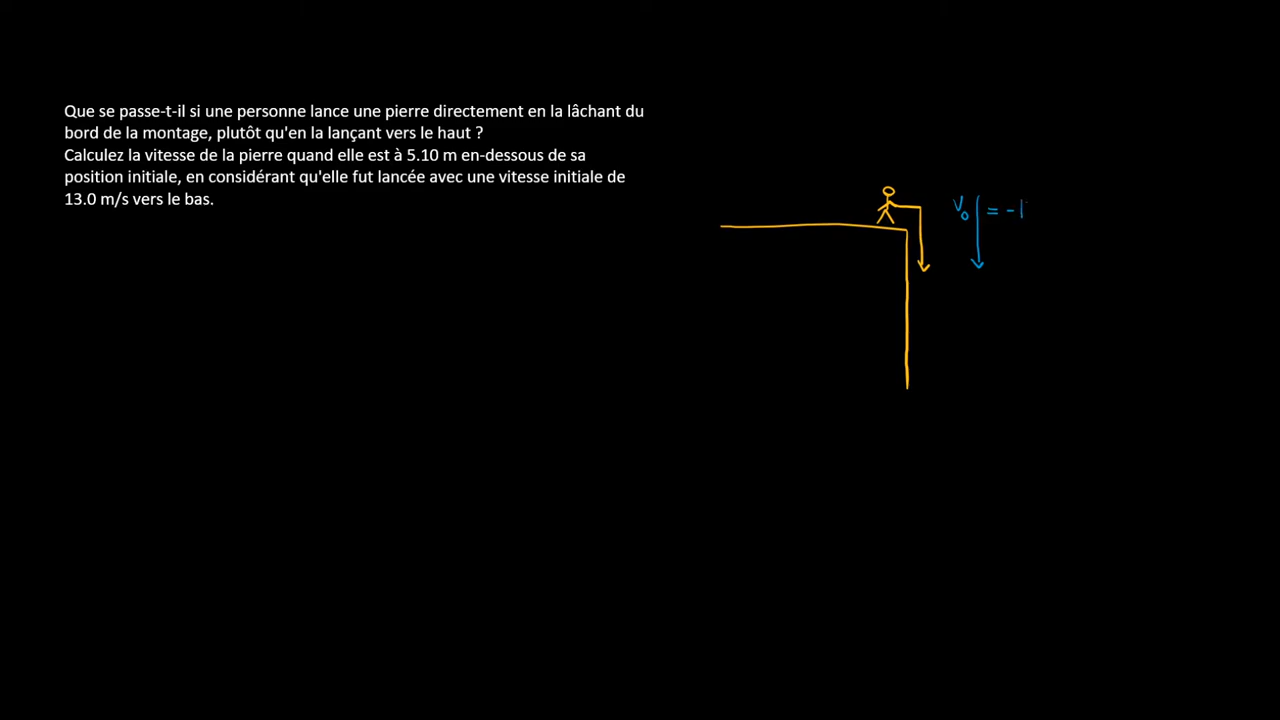 Que se passe-t-il si une personne lance une pierre directement en la lâchant du
bord de la montage, plutôt qu'en la lançant vers le haut ?
Calculez la vitesse de la pierre quand elle est à 5.10 m en-dessous de sa
position initiale, en considérant qu'elle fut lancée avec une vitesse initiale de
13.0 m/s vers le bas.
V₀ = -1